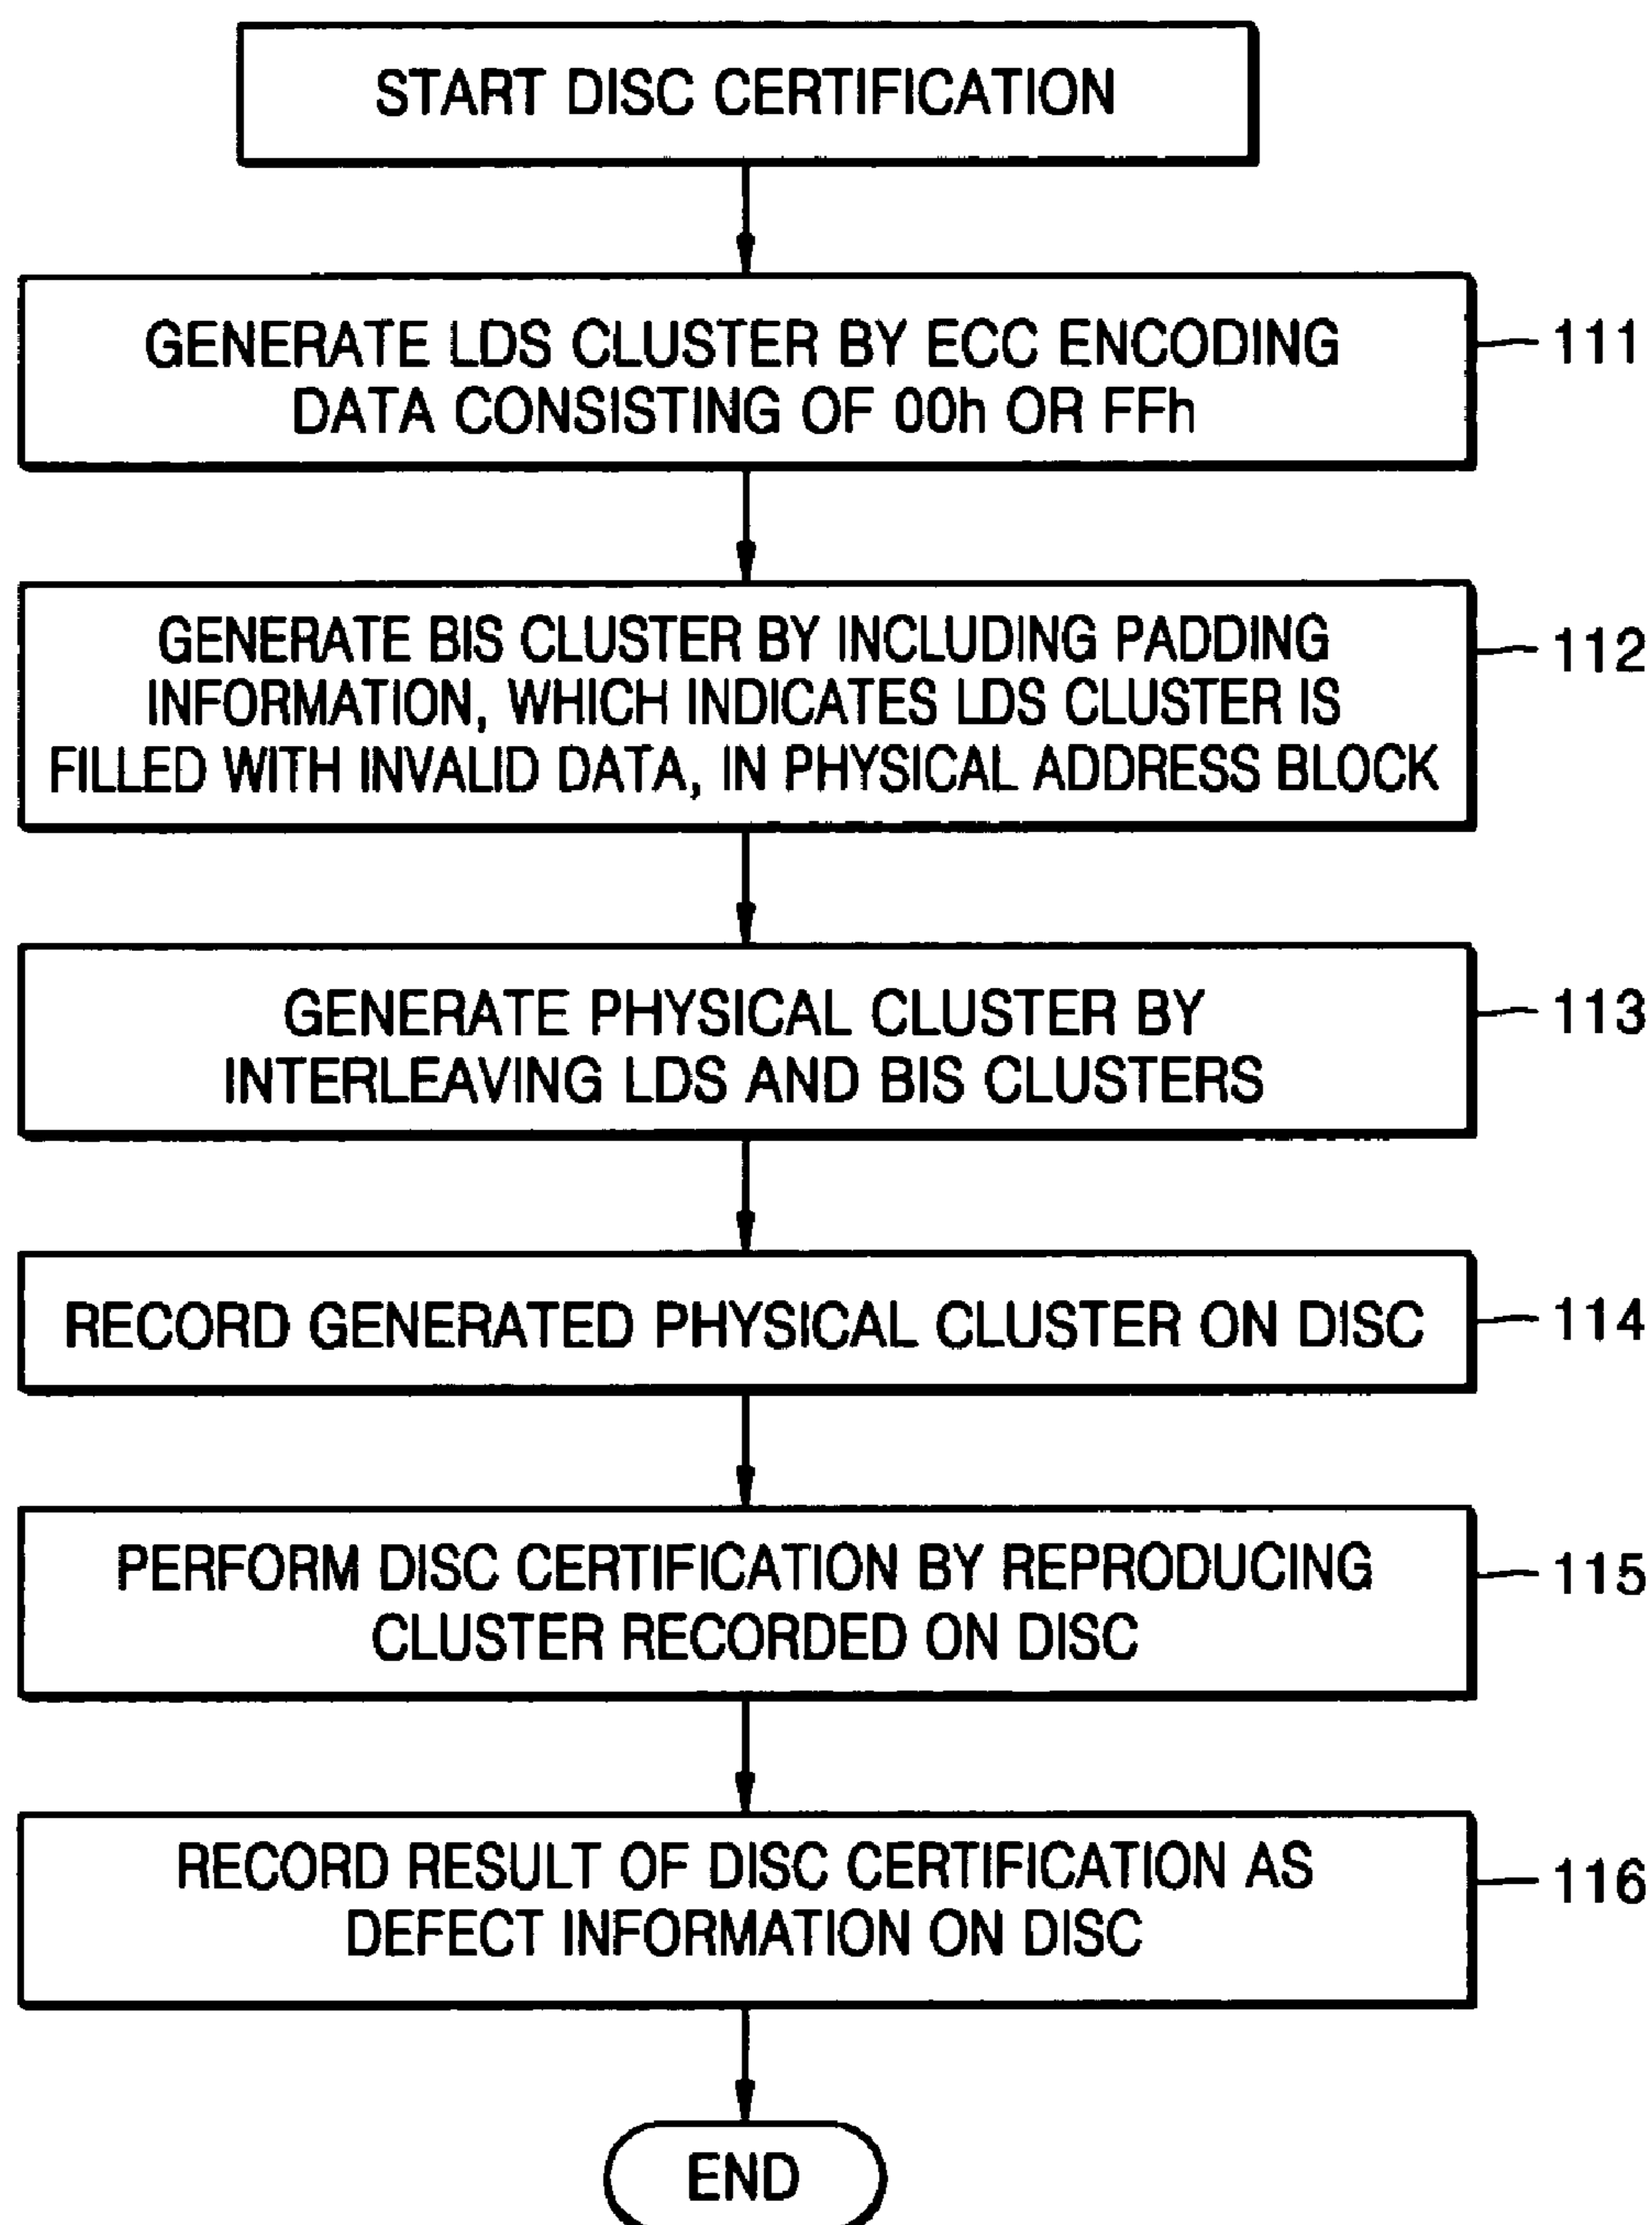 START DISC CERTIFICATION
GENERATE LDS CLUSTER BY ECC ENCODING
DATA CONSISTING OF 00h OR FFh
111
GENERATE BIS CLUSTER BY INCLUDING PADDING
INFORMATION, WHICH INDICATES LDS CLUSTER IS
FILLED WITH INVALID DATA, IN PHYSICAL ADDRESS BLOCK
112
GENERATE PHYSICAL CLUSTER BY
INTERLEAVING LDS AND BIS CLUSTERS
113
RECORD GENERATED PHYSICAL CLUSTER ON DISC
114
PERFORM DISC CERTIFICATION BY REPRODUCING
CLUSTER RECORDED ON DISC
115
RECORD RESULT OF DISC CERTIFICATION AS
DEFECT INFORMATION ON DISC
116
END